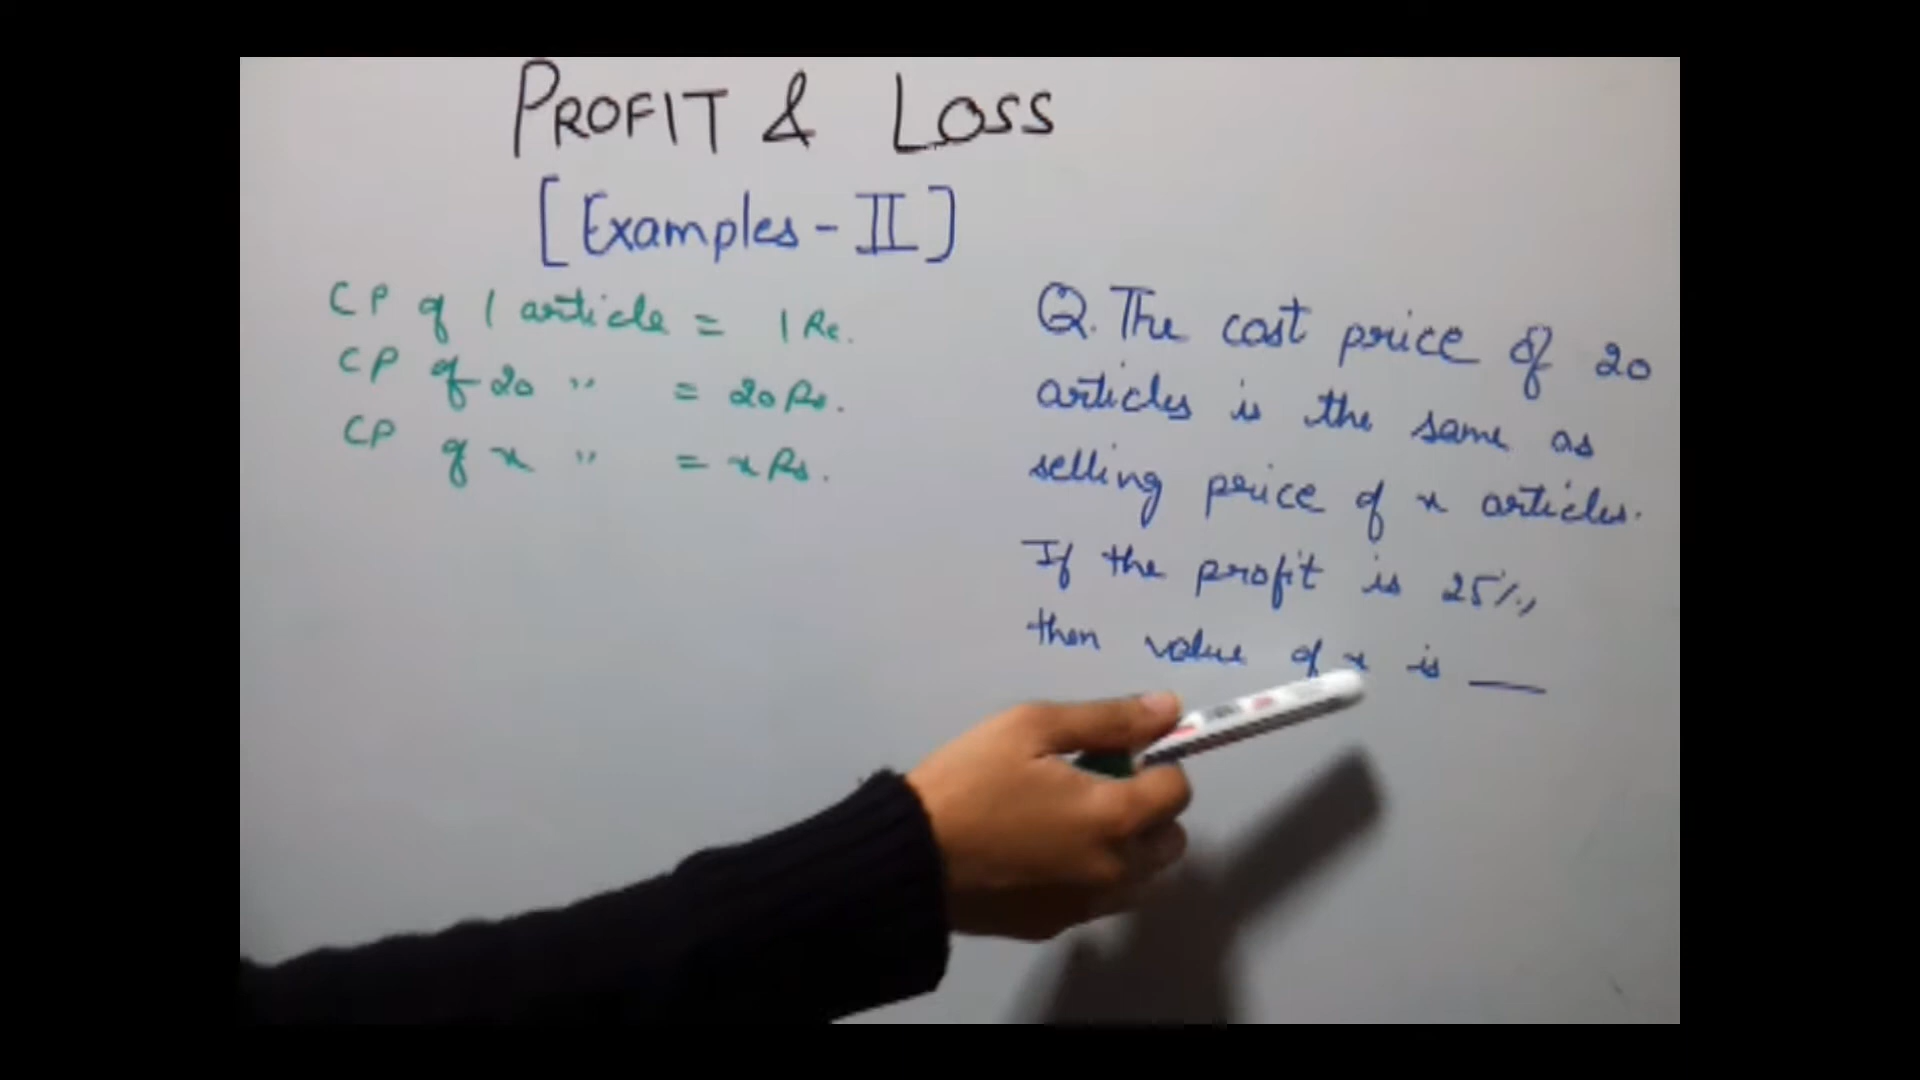 PROFIT & LOSS
[Examples - II]
CP of 1 article = 1 Re.
CP of 20 " = 20 Rs.
CP of x " = x Rs.
Q. The cost price of 20
articles is the same as
selling price of x articles.
If the profit is 25%,
then value of x is __